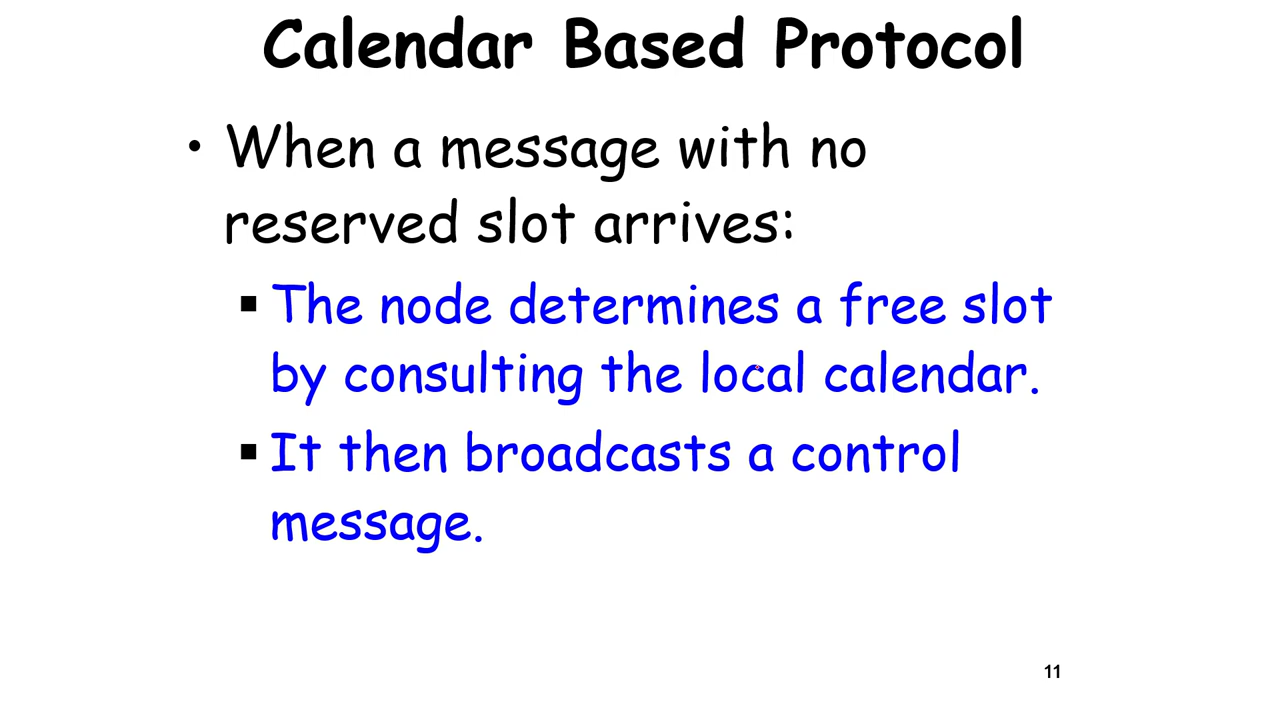 Calendar Based Protocol
• When a message with no
reserved slot arrives:
▪ The node determines a free slot
by consulting the local calendar.
▪ It then broadcasts a control
message.
11